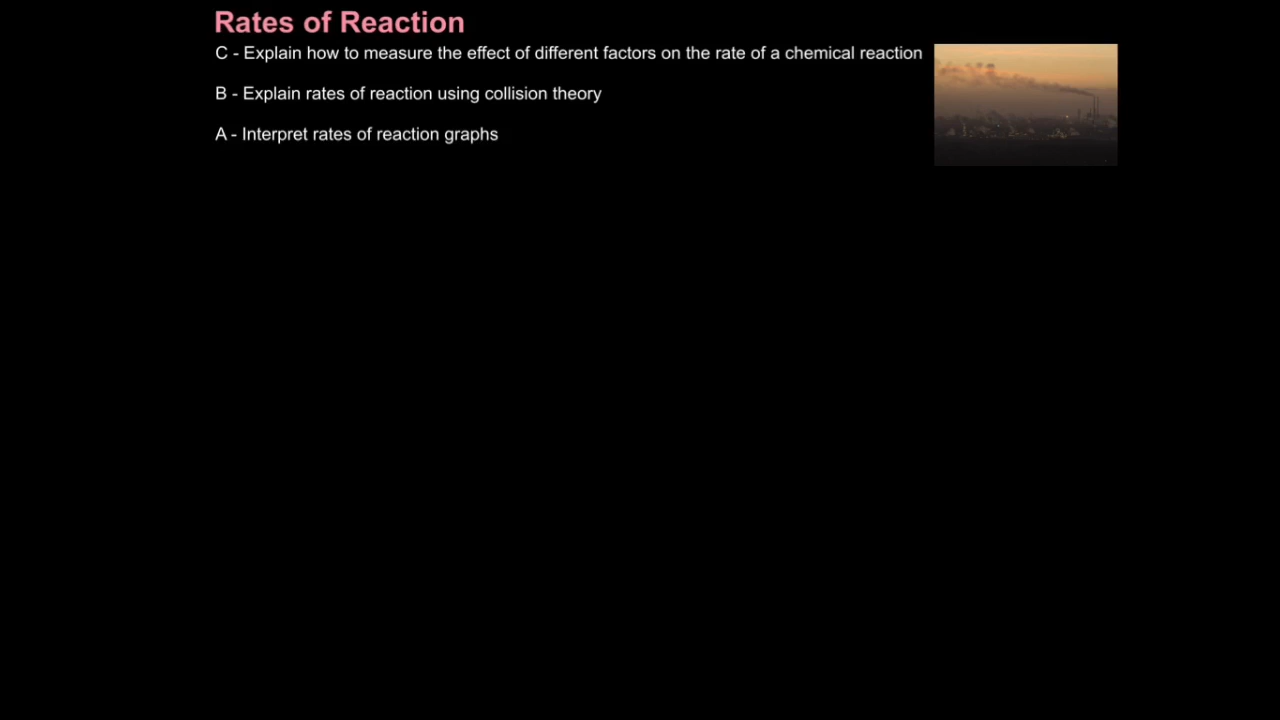 Rates of Reaction
C - Explain how to measure the effect of different factors on the rate of a chemical reaction
B - Explain rates of reaction using collision theory
A - Interpret rates of reaction graphs